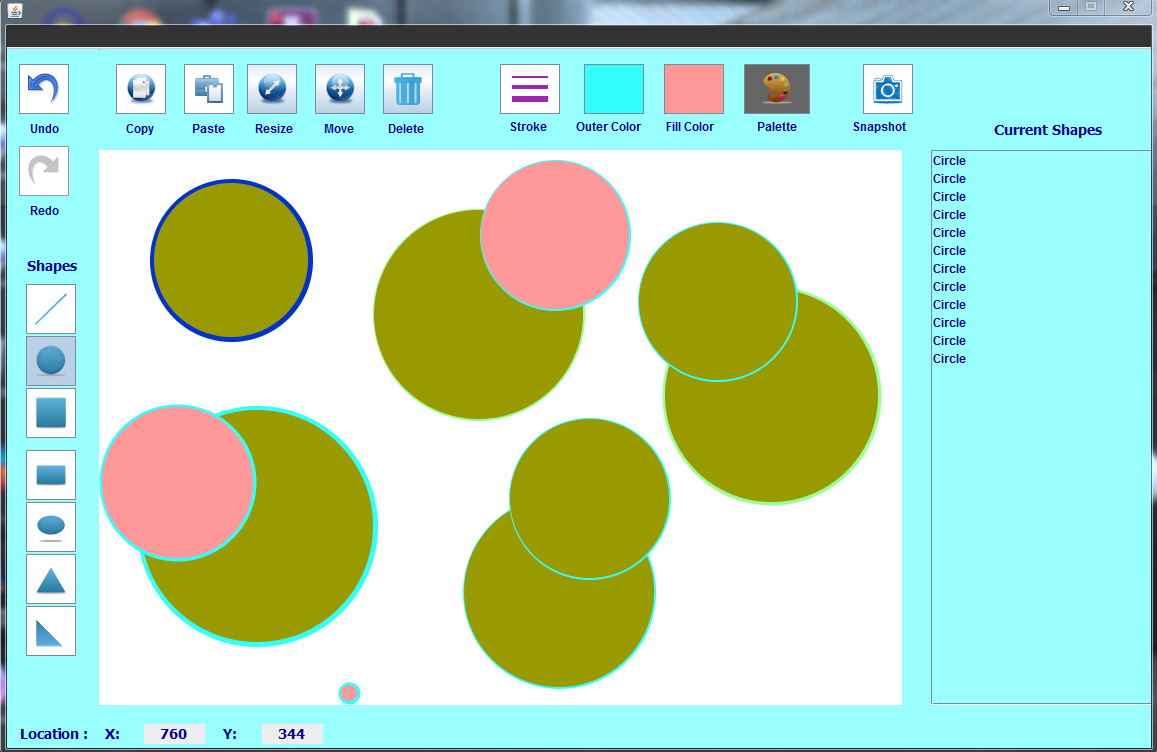 Undo
Copy
Paste
Resize
Move
Delete
Stroke
Outer Color
Fill Color
Palette
Snapshot
Current Shapes
Redo
Shapes
Circle
Circle
Circle
Circle
Circle
Circle
Circle
Circle
Circle
Circle
Circle
Circle
Location : X: 760 Y: 344